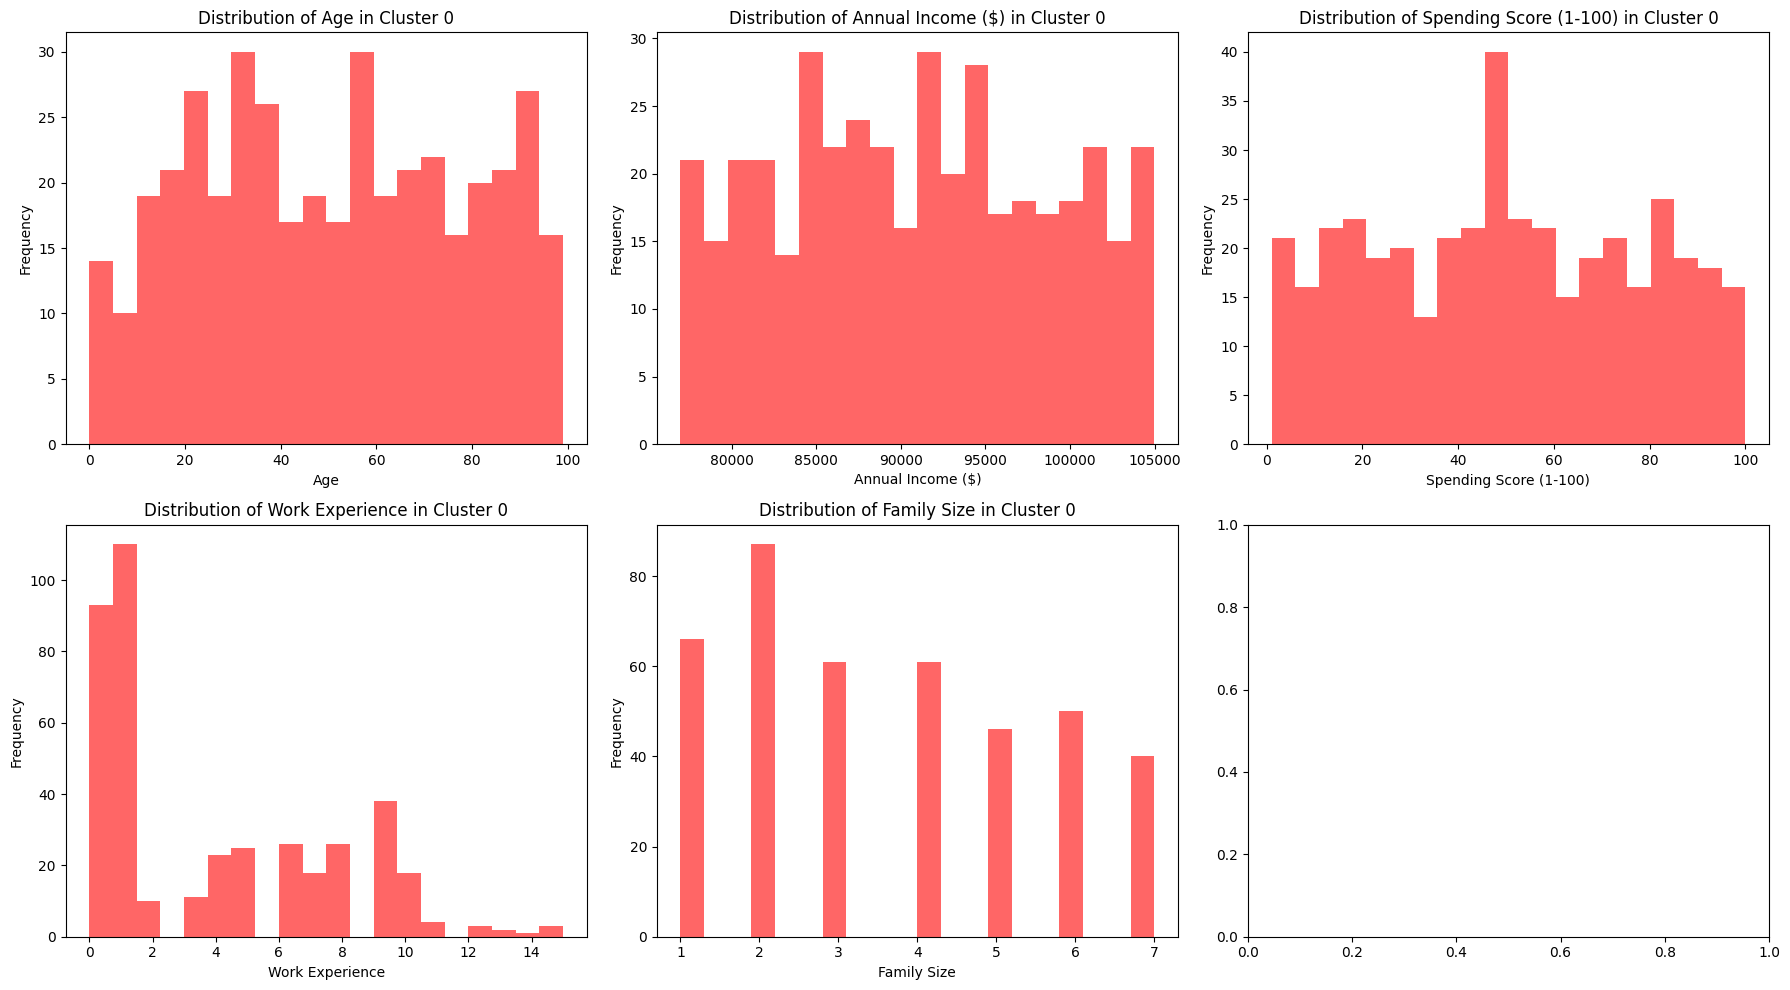 Distribution of Age in Cluster 0
30
25
20
15
10
5
0
Frequency
0 20 40 60 80 100
Age
Distribution of Annual Income ($) in Cluster 0
30
25
20
15
10
5
0
Frequency
80000 85000 90000 95000 100000 105000
Annual Income ($)
Distribution of Spending Score (1-100) in Cluster 0
40
35
30
25
20
15
10
5
0
Frequency
0 20 40 60 80 100
Spending Score (1-100)
Distribution of Work Experience in Cluster 0
100
80
60
40
20
0
Frequency
0 2 4 6 8 10 12 14
Work Experience
Distribution of Family Size in Cluster 0
80
60
40
20
0
Frequency
1 2 3 4 5 6 7
Family Size
1.0
0.8
0.6
0.4
0.2
0.0
0.0 0.2 0.4 0.6 0.8 1.0